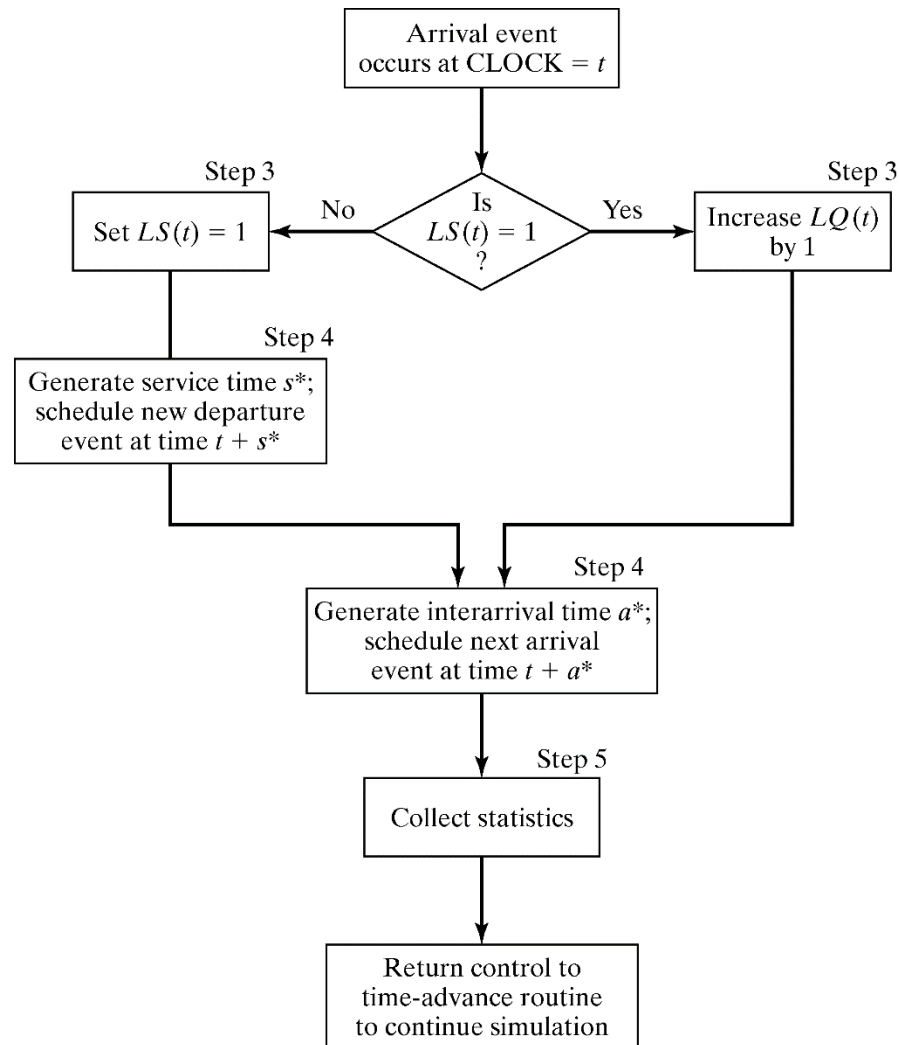 Arrival event
occurs at CLOCK = t
Step 3
Set LS(t) = 1
No
Is
LS(t) = 1
?
Yes
Step 3
Increase LQ(t)
by 1
Step 4
Generate service time s*;
schedule new departure
event at time t + s*
Step 4
Generate interarrival time a*;
schedule next arrival
event at time t + a*
Step 5
Collect statistics
Return control to
time-advance routine
to continue simulation